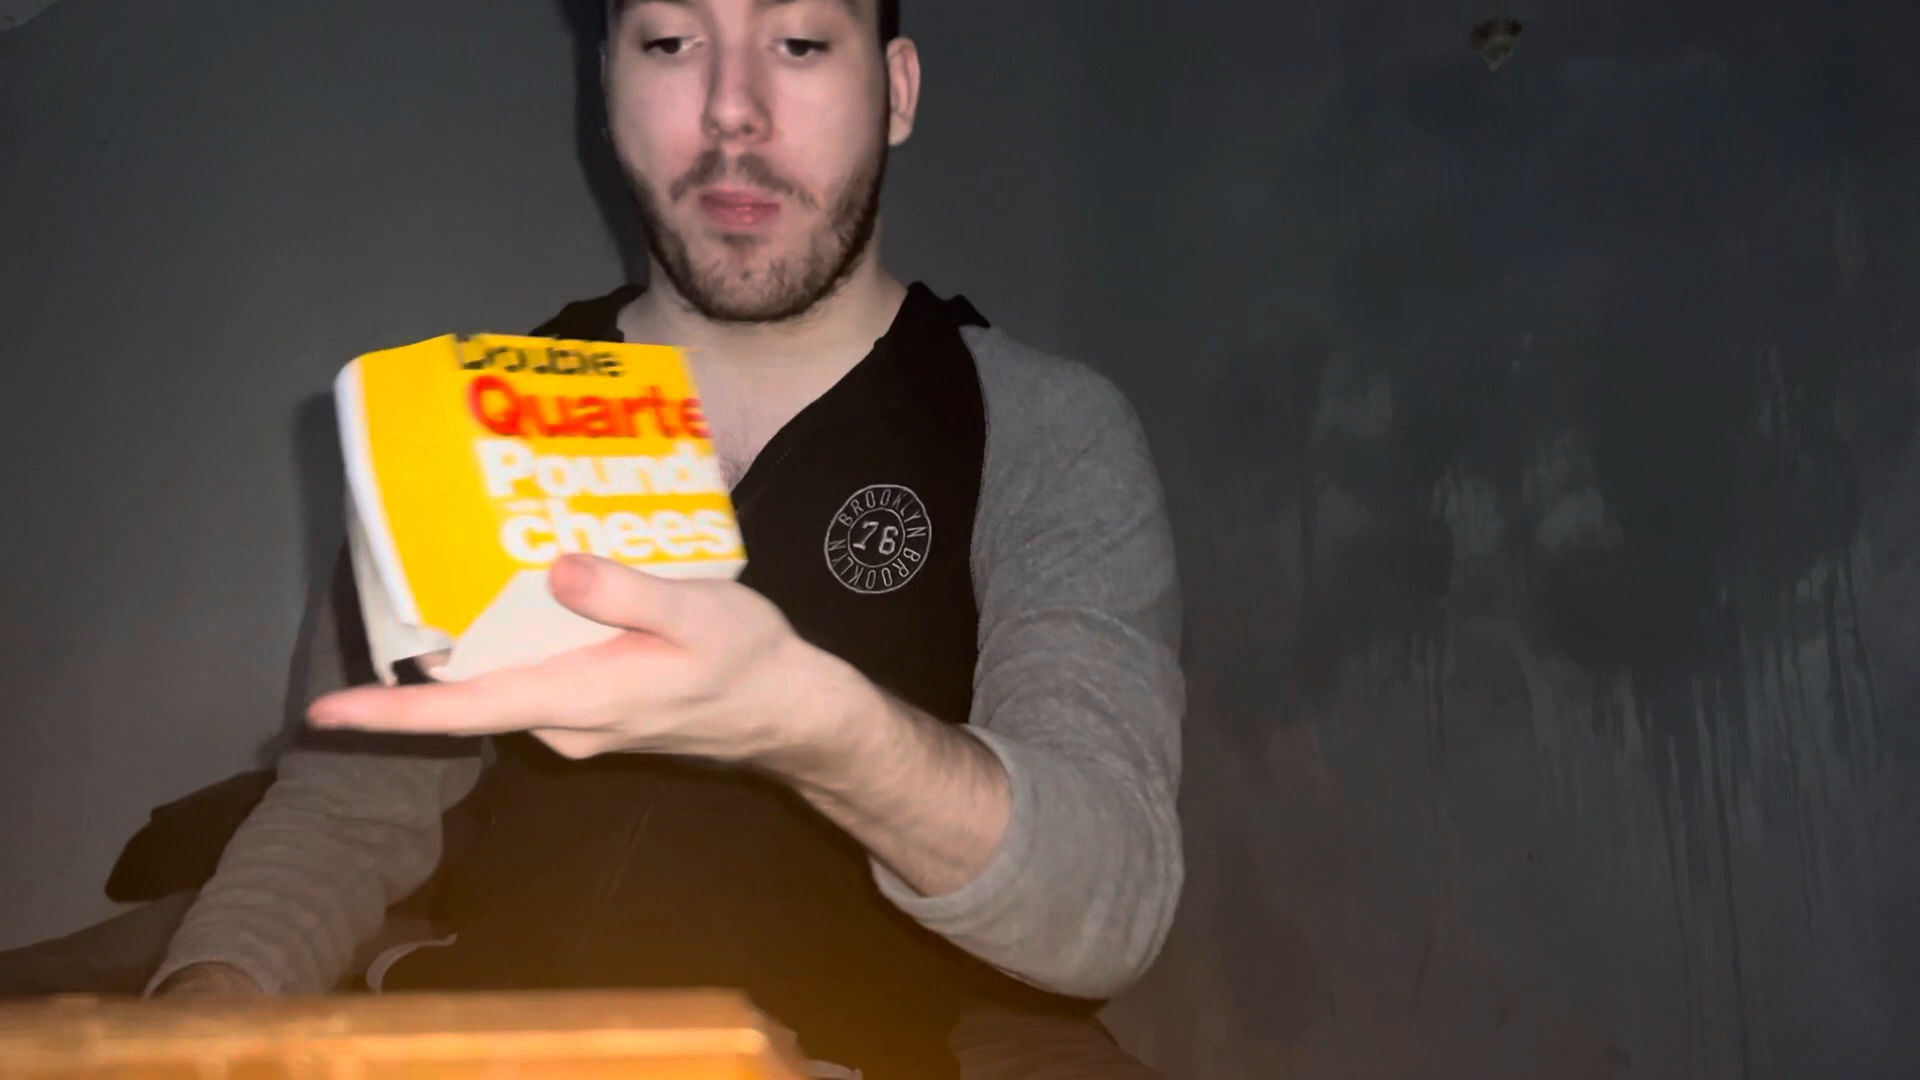 Double
Quarte
Pound
chees
BROOKLYN BROOKLYN
76